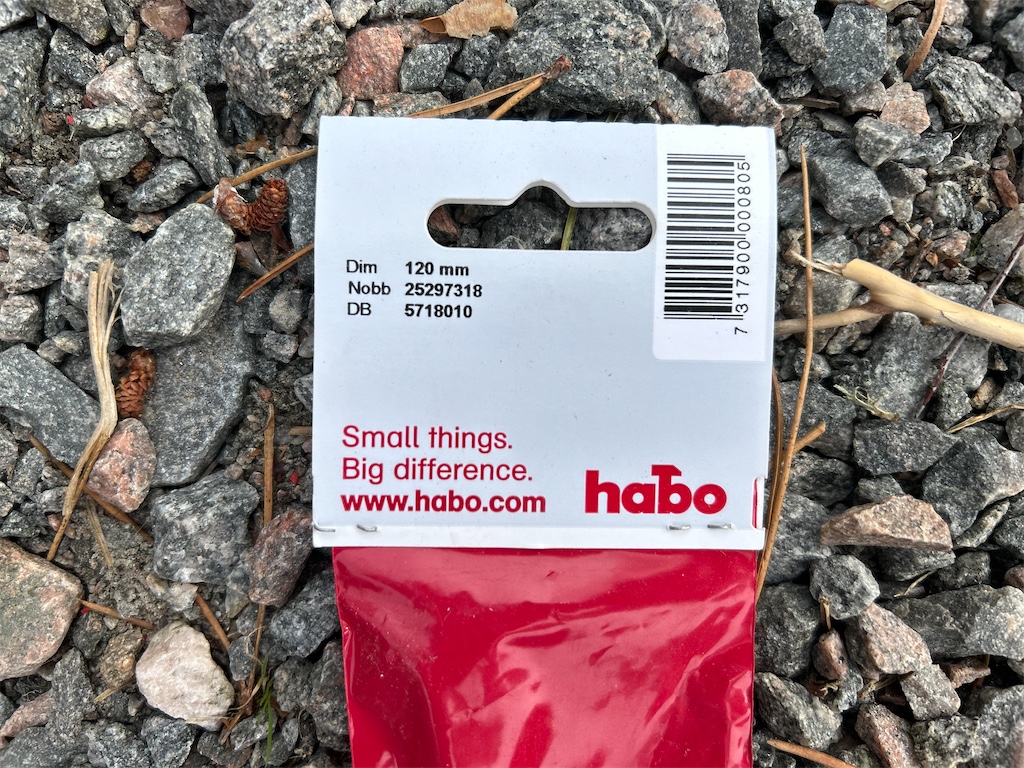 7 317900 000805
Dim 120 mm
Nobb 25297318
DB 5718010
Small things.
Big difference.
www.habo.com
habo